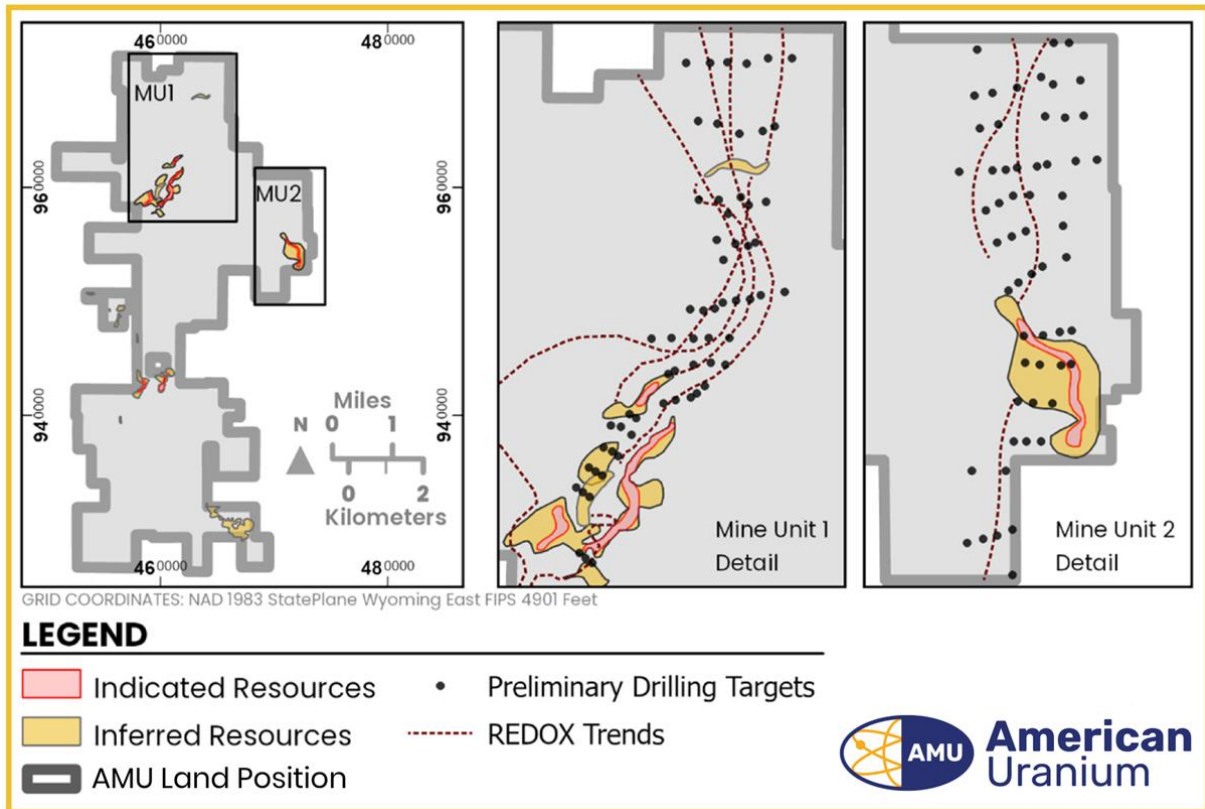 460000
480000
MU1
MU2
960000
940000
960000
940000
N
Miles
0 1
0 2
Kilometers
460000
480000
Mine Unit 1
Detail
Mine Unit 2
Detail
GRID COORDINATES: NAD 1983 StatePlane Wyoming East FIPS 4901 Feet
LEGEND
Indicated Resources
Preliminary Drilling Targets
Inferred Resources
REDOX Trends
AMU Land Position
AMU
American
Uranium